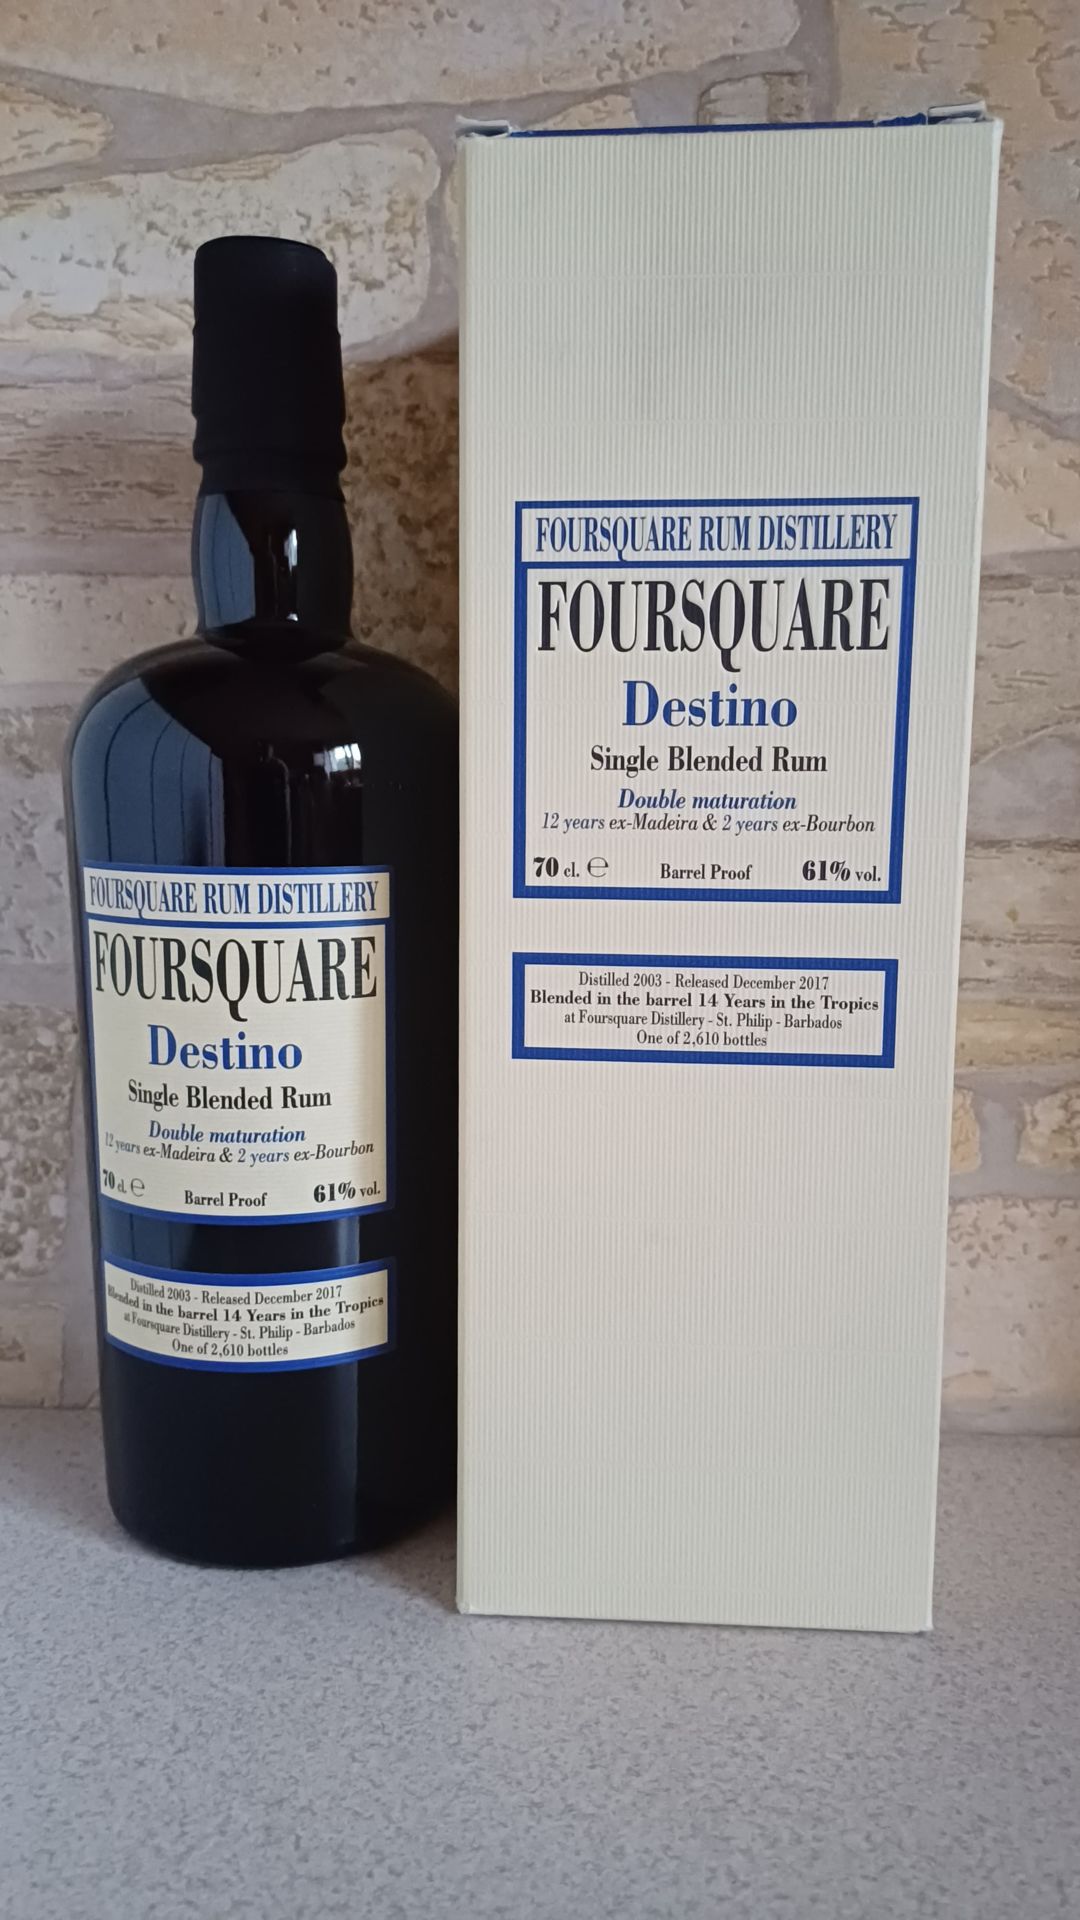 FOURSQUARE RUM DISTILLERY
FOURSQUARE
Destino
Single Blended Rum
Double maturation
12 years ex-Madeira & 2 years ex-Bourbon
70 cl. ℮ Barrel Proof 61% vol.
Distilled 2003 - Released December 2017
Blended in the barrel 14 Years in the Tropics
at Foursquare Distillery - St. Philip - Barbados
One of 2,610 bottles
FOURSQUARE RUM DISTILLERY
FOURSQUARE
Destino
Single Blended Rum
Double maturation
12 years ex-Madeira & 2 years ex-Bourbon
70 cl. ℮ Barrel Proof 61% vol.
Distilled 2003 - Released December 2017
Blended in the barrel 14 Years in the Tropics
at Foursquare Distillery - St. Philip - Barbados
One of 2,610 bottles